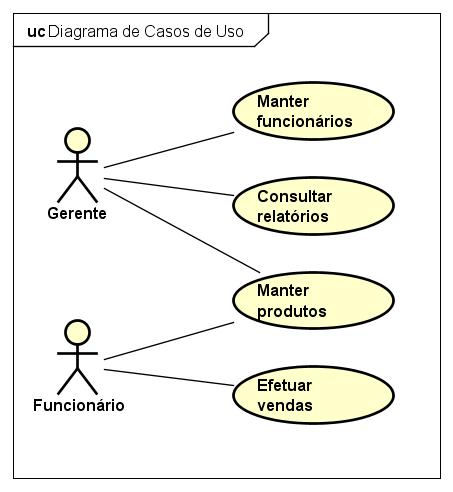 uc Diagrama de Casos de Uso
Manter
funcionários
Gerente
Consultar
relatórios
Manter
produtos
Funcionário
Efetuar
vendas